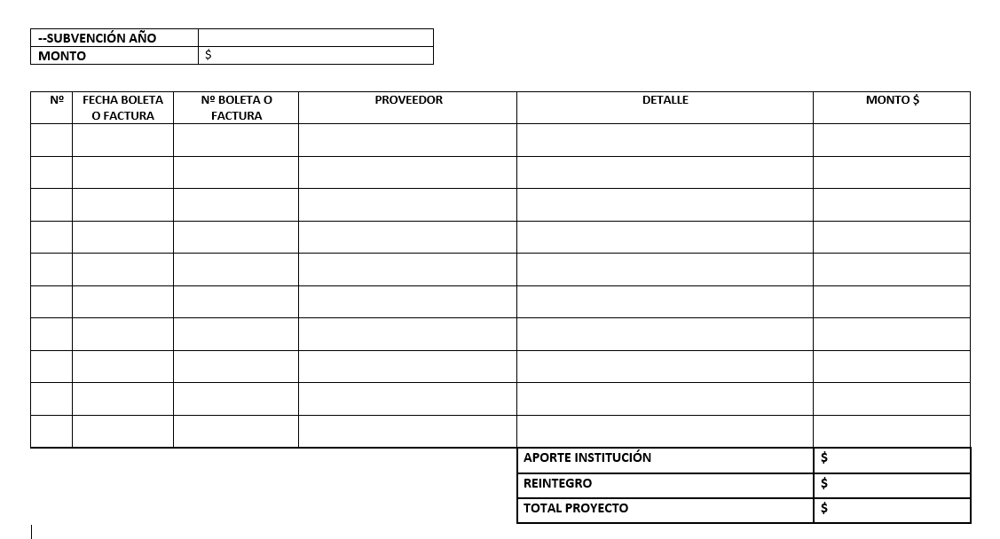 --SUBVENCIÓN AÑO
MONTO $
Nº FECHA BOLETA O FACTURA Nº BOLETA O FACTURA PROVEEDOR DETALLE MONTO $
APORTE INSTITUCIÓN $
REINTEGRO $
TOTAL PROYECTO $